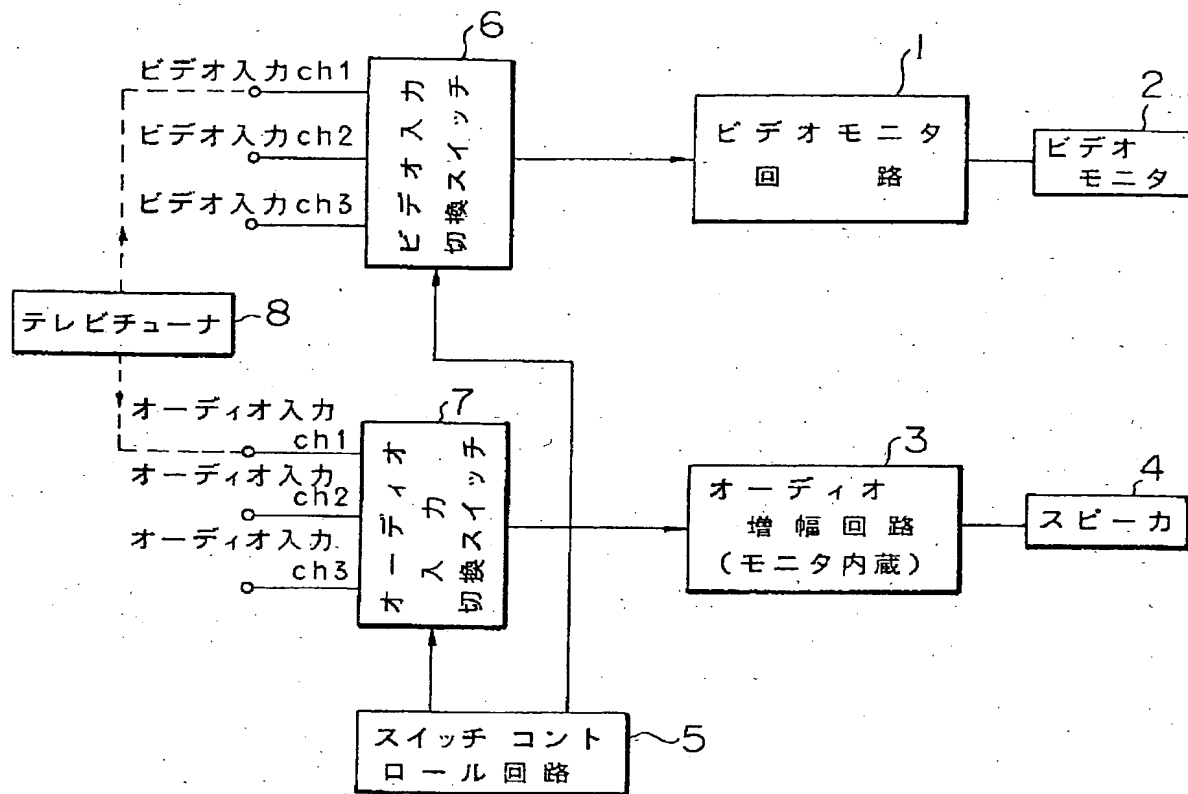 6
ビデオ入力ch1
ビデオ入力ch2
ビデオ入力ch3
ビデオ入力
切換スイッチ
1
ビデオモニタ
回路
2
ビデオ
モニタ
テレビチューナ
8
オーディオ入力
ch1
オーディオ入力
ch2
オーディオ入力
ch3
7
オーディオ
入力
切換スイッチ
3
オーディオ
増幅回路
(モニタ内蔵)
4
スピーカ
スイッチ コント
ロール回路
5